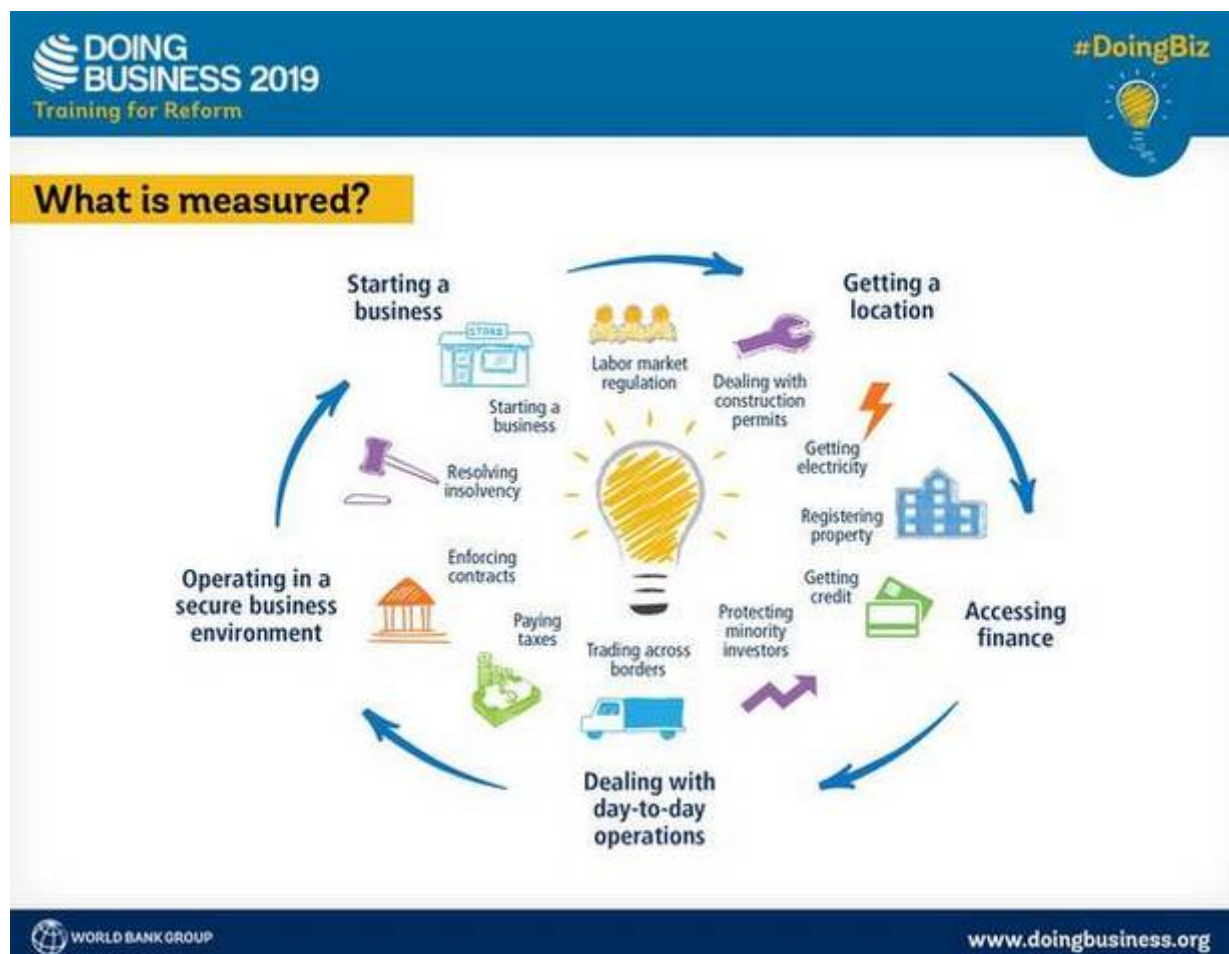 DOING
BUSINESS 2019
Training for Reform
#DoingBiz
What is measured?
Starting a
business
Getting a
location
STORE
Labor market
regulation
Dealing with
construction
permits
Starting a
business
Getting
electricity
Resolving
insolvency
Registering
property
Enforcing
contracts
Getting
credit
Operating in a
secure business
environment
Accessing
finance
Paying
taxes
Protecting
minority
investors
Trading across
borders
Dealing with
day-to-day
operations
WORLD BANK GROUP
www.doingbusiness.org